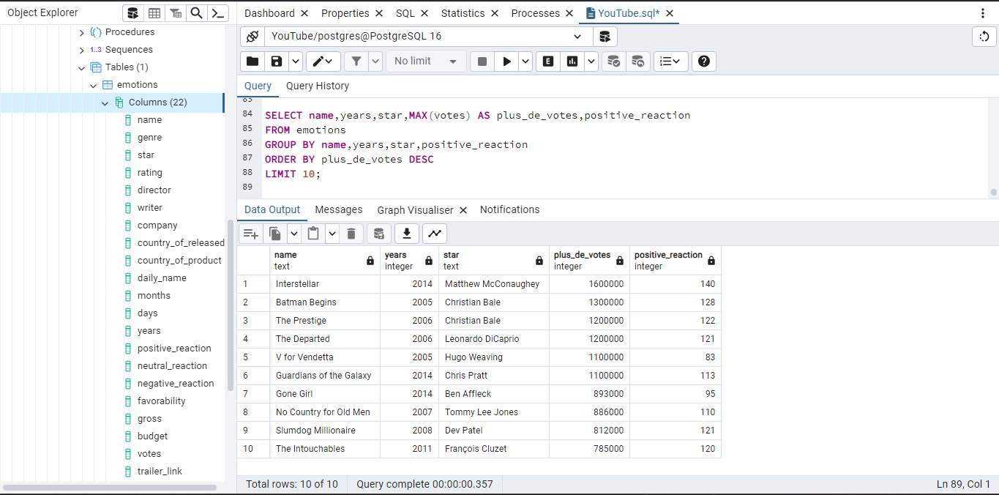 Object Explorer
Procedures
1..3 Sequences
Tables (1)
emotions
Columns (22)
name
genre
star
rating
director
writer
company
country_of_released
country_of_product
daily_name
months
days
years
positive_reaction
neutral_reaction
negative_reaction
favorability
gross
budget
votes
trailer_link
Dashboard Properties SQL Statistics Processes YouTube.sql*
YouTube/postgres@PostgreSQL 16
No limit E
Query Query History
83
84 SELECT name,years,star,MAX(votes) AS plus_de_votes,positive_reaction
85 FROM emotions
86 GROUP BY name,years,star,positive_reaction
87 ORDER BY plus_de_votes DESC
88 LIMIT 10;
89
Data Output Messages Graph Visualiser Notifications
name years star plus_de_votes positive_reaction
text integer text integer integer
1 Interstellar 2014 Matthew McConaughey 1600000 140
2 Batman Begins 2005 Christian Bale 1300000 128
3 The Prestige 2006 Christian Bale 1200000 122
4 The Departed 2006 Leonardo DiCaprio 1200000 121
5 V for Vendetta 2005 Hugo Weaving 1100000 83
6 Guardians of the Galaxy 2014 Chris Pratt 1100000 113
7 Gone Girl 2014 Ben Affleck 893000 95
8 No Country for Old Men 2007 Tommy Lee Jones 886000 110
9 Slumdog Millionaire 2008 Dev Patel 812000 121
10 The Intouchables 2011 François Cluzet 785000 120
Total rows: 10 of 10 Query complete 00:00:00.357 Ln 89, Col 1